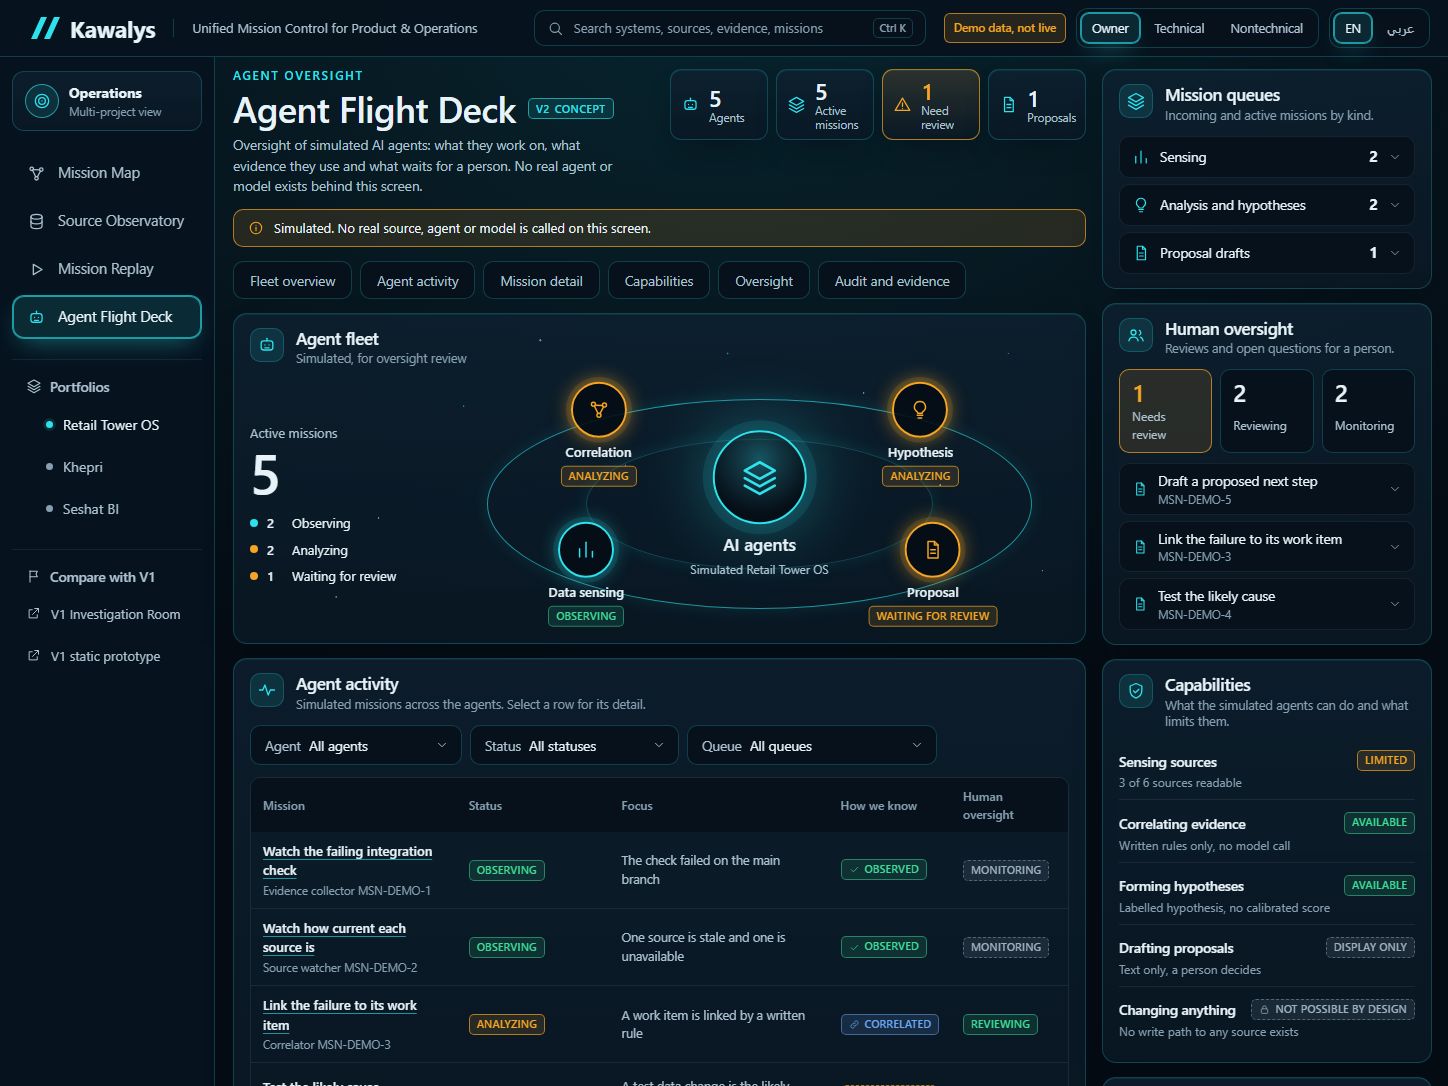 Kawalys
Unified Mission Control for Product & Operations
Search systems, sources, evidence, missions
Ctrl K
Demo data, not live
Owner
Technical
Nontechnical
EN
عربي
Operations
Multi-project view
Mission Map
Source Observatory
Mission Replay
Agent Flight Deck
Portfolios
Retail Tower OS
Khepri
Seshat BI
Compare with V1
V1 Investigation Room
V1 static prototype
AGENT OVERSIGHT
Agent Flight Deck
V2 CONCEPT
Oversight of simulated AI agents: what they work on, what
evidence they use and what waits for a person. No real agent or
model exists behind this screen.
5
Agents
5
Active
missions
1
Need
review
1
Proposals
Simulated. No real source, agent or model is called on this screen.
Fleet overview
Agent activity
Mission detail
Capabilities
Oversight
Audit and evidence
Agent fleet
Simulated, for oversight review
Active missions
5
2 Observing
2 Analyzing
1 Waiting for review
Correlation
ANALYZING
Hypothesis
ANALYZING
AI agents
Simulated Retail Tower OS
Data sensing
OBSERVING
Proposal
WAITING FOR REVIEW
Agent activity
Simulated missions across the agents. Select a row for its detail.
Agent All agents
Status All statuses
Queue All queues
Mission
Status
Focus
How we know
Human
oversight
Watch the failing integration
check
Evidence collector MSN-DEMO-1
OBSERVING
The check failed on the main
branch
OBSERVED
MONITORING
Watch how current each
source is
Source watcher MSN-DEMO-2
OBSERVING
One source is stale and one is
unavailable
OBSERVED
MONITORING
Link the failure to its work
item
Correlator MSN-DEMO-3
ANALYZING
A work item is linked by a written
rule
CORRELATED
REVIEWING
Test the likely cause
A test data change is the likely
Mission queues
Incoming and active missions by kind.
Sensing 2
Analysis and hypotheses 2
Proposal drafts 1
Human oversight
Reviews and open questions for a person.
1
Needs
review
2
Reviewing
2
Monitoring
Draft a proposed next step
MSN-DEMO-5
Link the failure to its work item
MSN-DEMO-3
Test the likely cause
MSN-DEMO-4
Capabilities
What the simulated agents can do and what
limits them.
Sensing sources
LIMITED
3 of 6 sources readable
Correlating evidence
AVAILABLE
Written rules only, no model call
Forming hypotheses
AVAILABLE
Labelled hypothesis, no calibrated score
Drafting proposals
DISPLAY ONLY
Text only, a person decides
Changing anything
NOT POSSIBLE BY DESIGN
No write path to any source exists